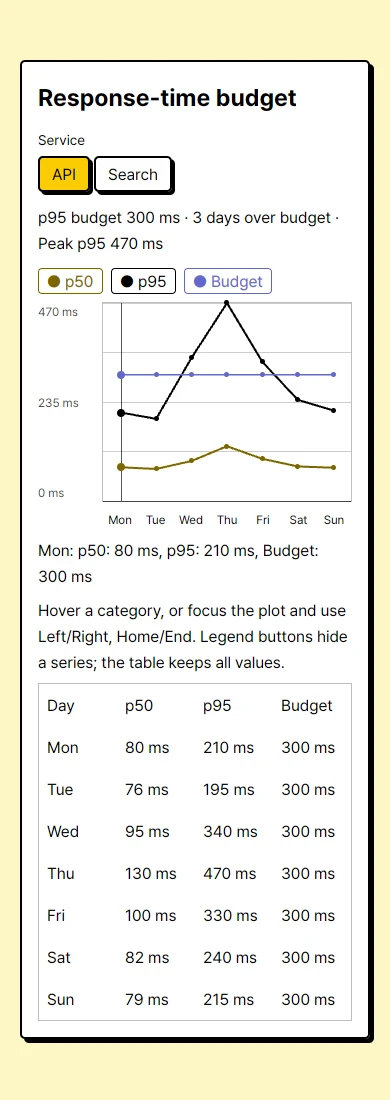 Response-time budget
Service
API Search
p95 budget 300 ms · 3 days over budget ·
Peak p95 470 ms
p50 p95 Budget
470 ms
235 ms
0 ms
Mon Tue Wed Thu Fri Sat Sun
Mon: p50: 80 ms, p95: 210 ms, Budget:
300 ms
Hover a category, or focus the plot and use
Left/Right, Home/End. Legend buttons hide
a series; the table keeps all values.
Day p50 p95 Budget
Mon 80 ms 210 ms 300 ms
Tue 76 ms 195 ms 300 ms
Wed 95 ms 340 ms 300 ms
Thu 130 ms 470 ms 300 ms
Fri 100 ms 330 ms 300 ms
Sat 82 ms 240 ms 300 ms
Sun 79 ms 215 ms 300 ms